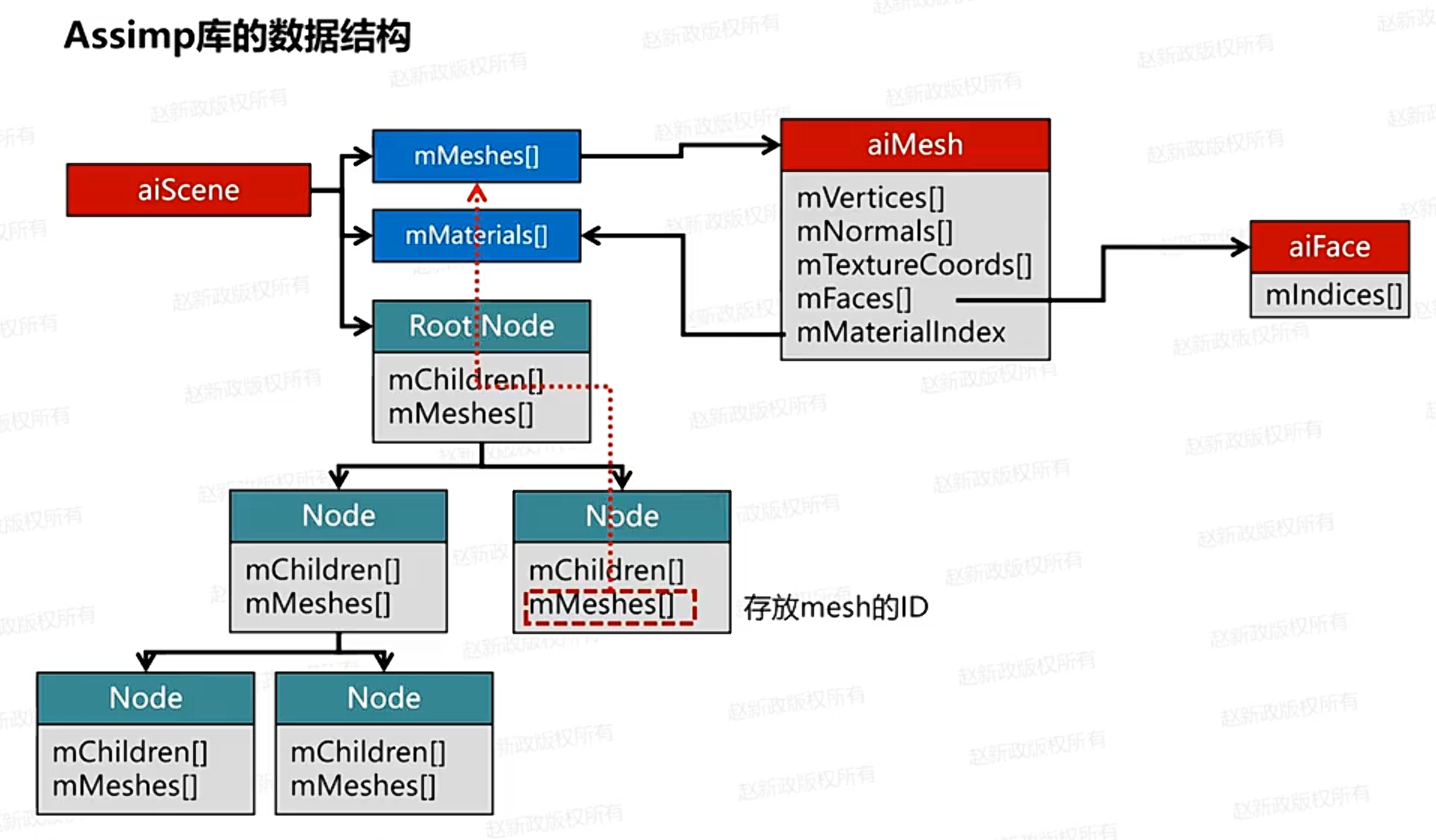 Assimp库的数据结构
aiScene
mMeshes[]
mMaterials[]
Root Node
mChildren[]
mMeshes[]
aiMesh
mVertices[]
mNormals[]
mTextureCoords[]
mFaces[]
mMaterialIndex
aiFace
mIndices[]
Node
mChildren[]
mMeshes[]
Node
mChildren[]
mMeshes[]
存放mesh的ID
Node
mChildren[]
mMeshes[]
Node
mChildren[]
mMeshes[]
赵新政版权所有